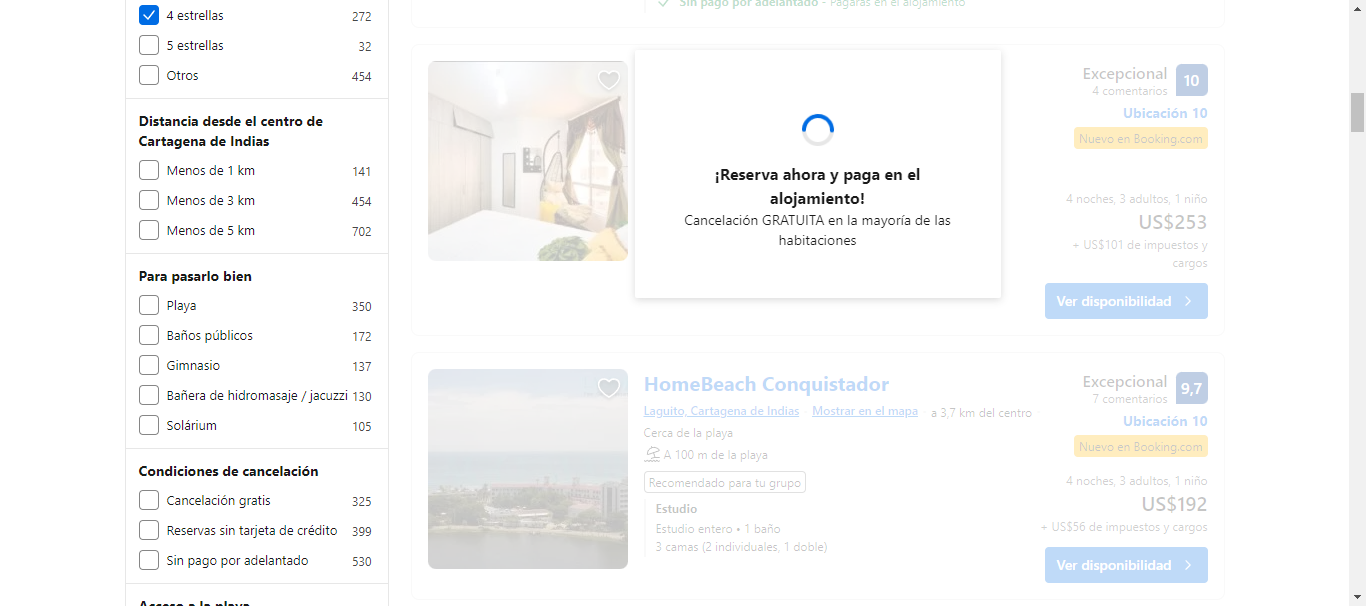 4 estrellas 272
5 estrellas 32
Otros 454
Distancia desde el centro de
Cartagena de Indias
Menos de 1 km 141
Menos de 3 km 454
Menos de 5 km 702
Para pasarlo bien
Playa 350
Baños públicos 172
Gimnasio 137
Bañera de hidromasaje / jacuzzi 130
Solárium 105
Condiciones de cancelación
Cancelación gratis 325
Reservas sin tarjeta de crédito 399
Sin pago por adelantado 530
Acceso a la playa
Sin pago por adelantado - Pagarás en el alojamiento
¡Reserva ahora y paga en el
alojamiento!
Cancelación GRATUITA en la mayoría de las
habitaciones
Excepcional 10
4 comentarios
Ubicación 10
Nuevo en Booking.com
4 noches, 3 adultos, 1 niño
US$253
+ US$101 de impuestos y
cargos
Ver disponibilidad
HomeBeach Conquistador
Laguito, Cartagena de Indias Mostrar en el mapa a 3,7 km del centro
Cerca de la playa
A 100 m de la playa
Recomendado para tu grupo
Estudio
Estudio entero • 1 baño
3 camas (2 individuales, 1 doble)
Excepcional 9,7
7 comentarios
Ubicación 10
Nuevo en Booking.com
4 noches, 3 adultos, 1 niño
US$192
+ US$56 de impuestos y cargos
Ver disponibilidad